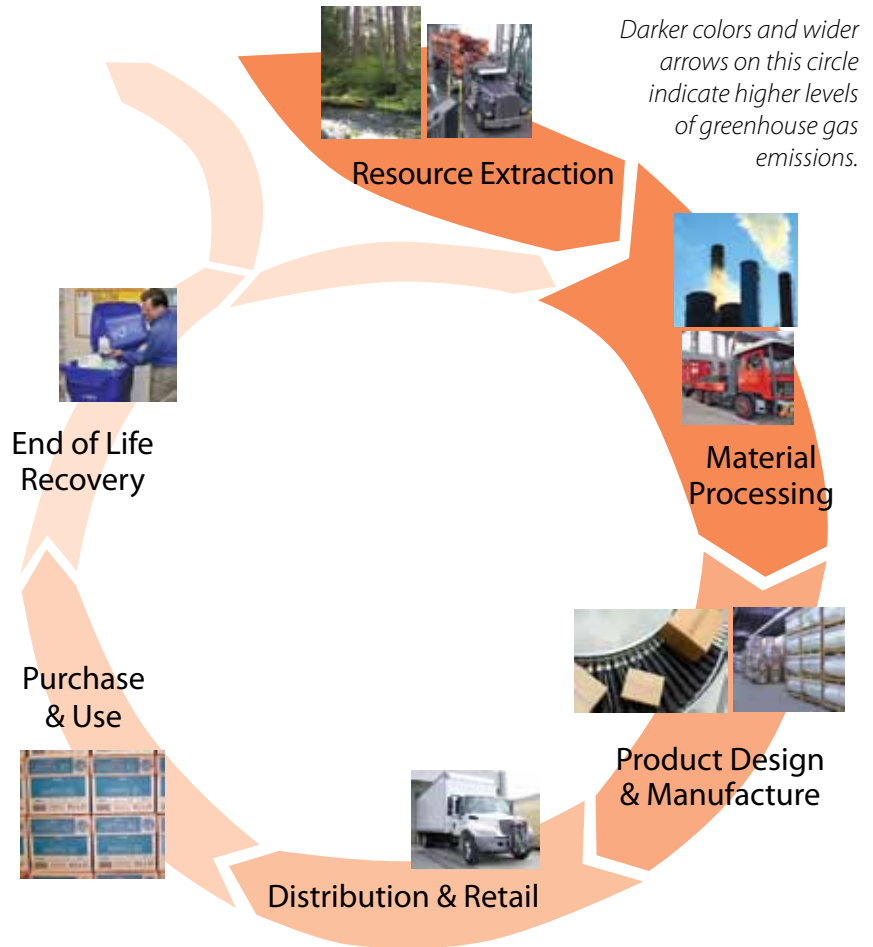 Darker colors and wider
arrows on this circle
indicate higher levels
of greenhouse gas
emissions.
Resource Extraction
Material
Processing
Product Design
& Manufacture
Distribution & Retail
Purchase
& Use
End of Life
Recovery